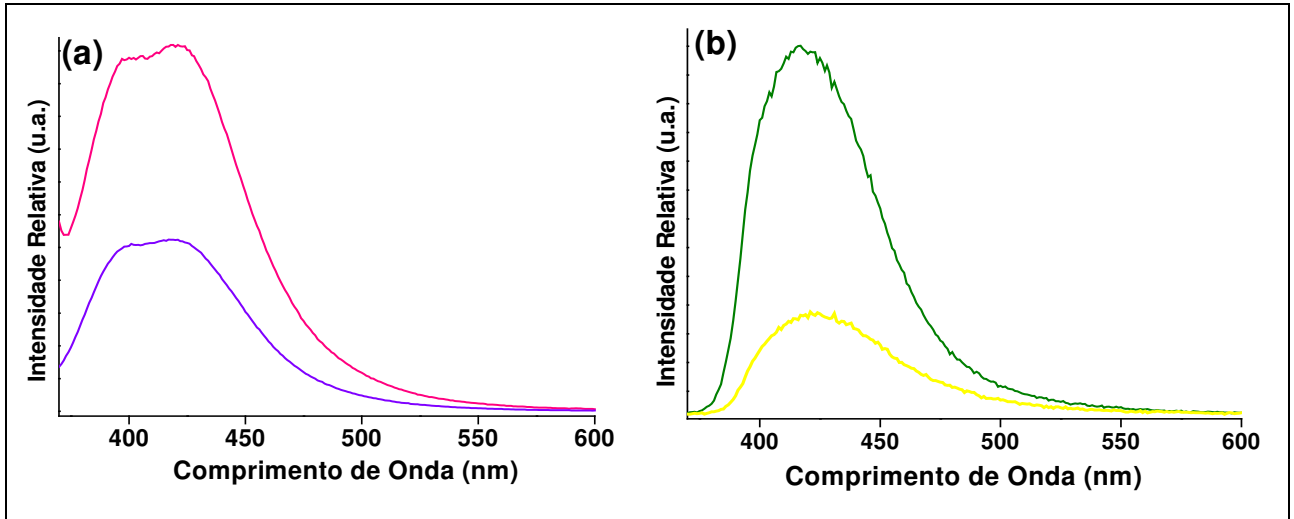 (a)
Intensidade Relativa (u.a.)
400 450 500 550 600
Comprimento de Onda (nm)
(b)
Intensidade Relativa (u.a.)
400 450 500 550 600
Comprimento de Onda (nm)